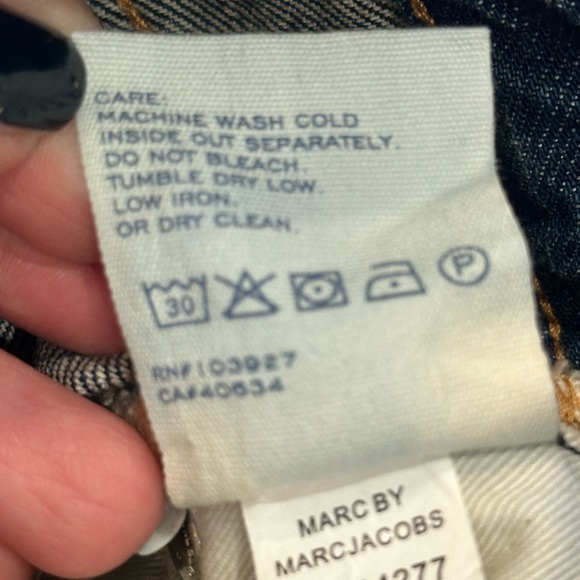 CARE:
MACHINE WASH COLD
INSIDE OUT SEPARATELY.
DO NOT BLEACH.
TUMBLE DRY LOW.
LOW IRON.
OR DRY CLEAN.
30
P
RN#103927
CA#40634
MARC BY
MARCJACOBS
1277